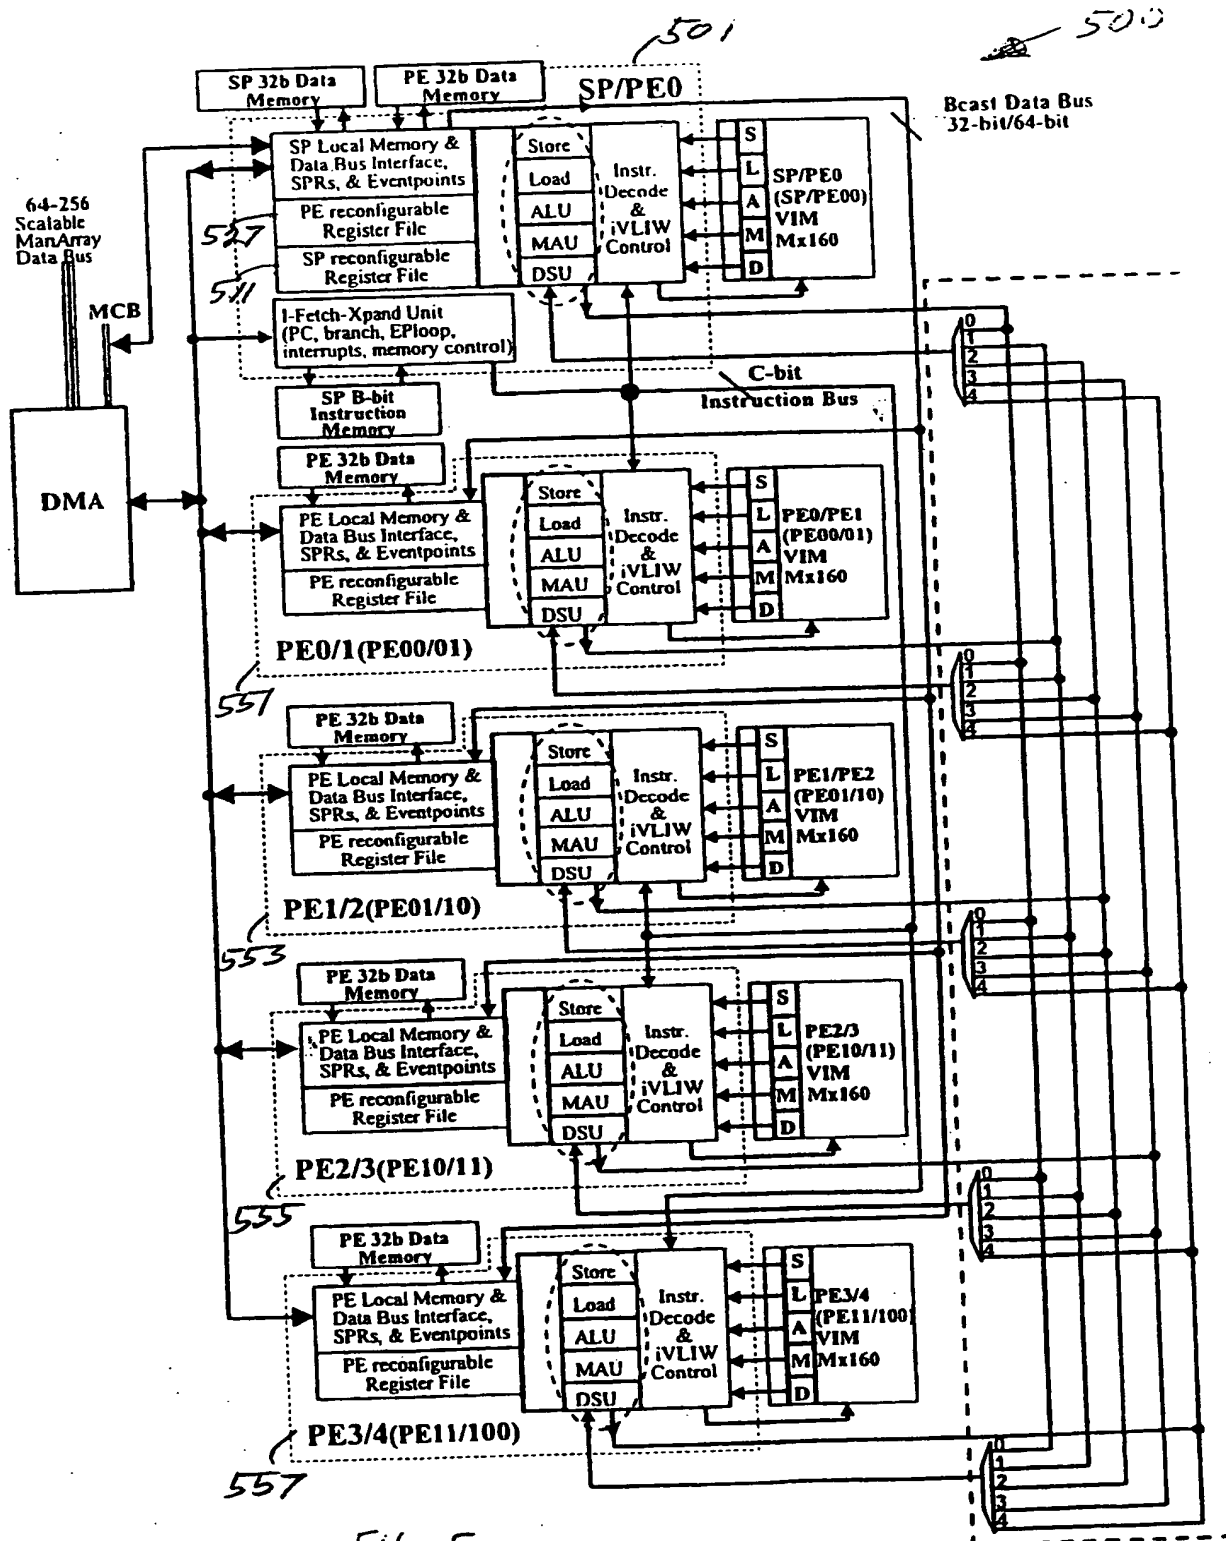 501
500
SP 32b Data
Memory
PE 32b Data
Memory
SP/PE0
Bcast Data Bus
32-bit/64-bit
SP Local Memory &
Data Bus Interface,
SPRs, & Eventpoints
PE reconfigurable
Register File
SP reconfigurable
Register File
527
511
Store
Load
ALU
MAU
DSU
Instr.
Decode
&
iVLIW
Control
S
L
A
M
D
SP/PE0
(SP/PE00)
VIM
Mx160
64-256
Scalable
ManArray
Data Bus
MCB
DMA
I-Fetch-Xpand Unit
(PC, branch, EPloop,
interrupts, memory control)
SP B-bit
Instruction
Memory
C-bit
Instruction Bus
0
1
2
3
4
PE 32b Data
Memory
PE Local Memory &
Data Bus Interface,
SPRs, & Eventpoints
PE reconfigurable
Register File
Store
Load
ALU
MAU
DSU
Instr.
Decode
&
iVLIW
Control
S
L
A
M
D
PE0/PE1
(PE00/01)
VIM
Mx160
PE0/1(PE00/01)
551
0
1
2
3
4
PE 32b Data
Memory
PE Local Memory &
Data Bus Interface,
SPRs, & Eventpoints
PE reconfigurable
Register File
Store
Load
ALU
MAU
DSU
Instr.
Decode
&
iVLIW
Control
S
L
A
M
D
PE1/PE2
(PE01/10)
VIM
Mx160
PE1/2(PE01/10)
553
0
1
2
3
4
PE 32b Data
Memory
PE Local Memory &
Data Bus Interface,
SPRs, & Eventpoints
PE reconfigurable
Register File
Store
Load
ALU
MAU
DSU
Instr.
Decode
&
iVLIW
Control
S
L
A
M
D
PE2/3
(PE10/11)
VIM
Mx160
PE2/3(PE10/11)
555
0
1
2
3
4
PE 32b Data
Memory
PE Local Memory &
Data Bus Interface,
SPRs, & Eventpoints
PE reconfigurable
Register File
Store
Load
ALU
MAU
DSU
Instr.
Decode
&
iVLIW
Control
S
L
A
M
D
PE3/4
(PE11/100)
VIM
Mx160
PE3/4(PE11/100)
557
0
1
2
3
4